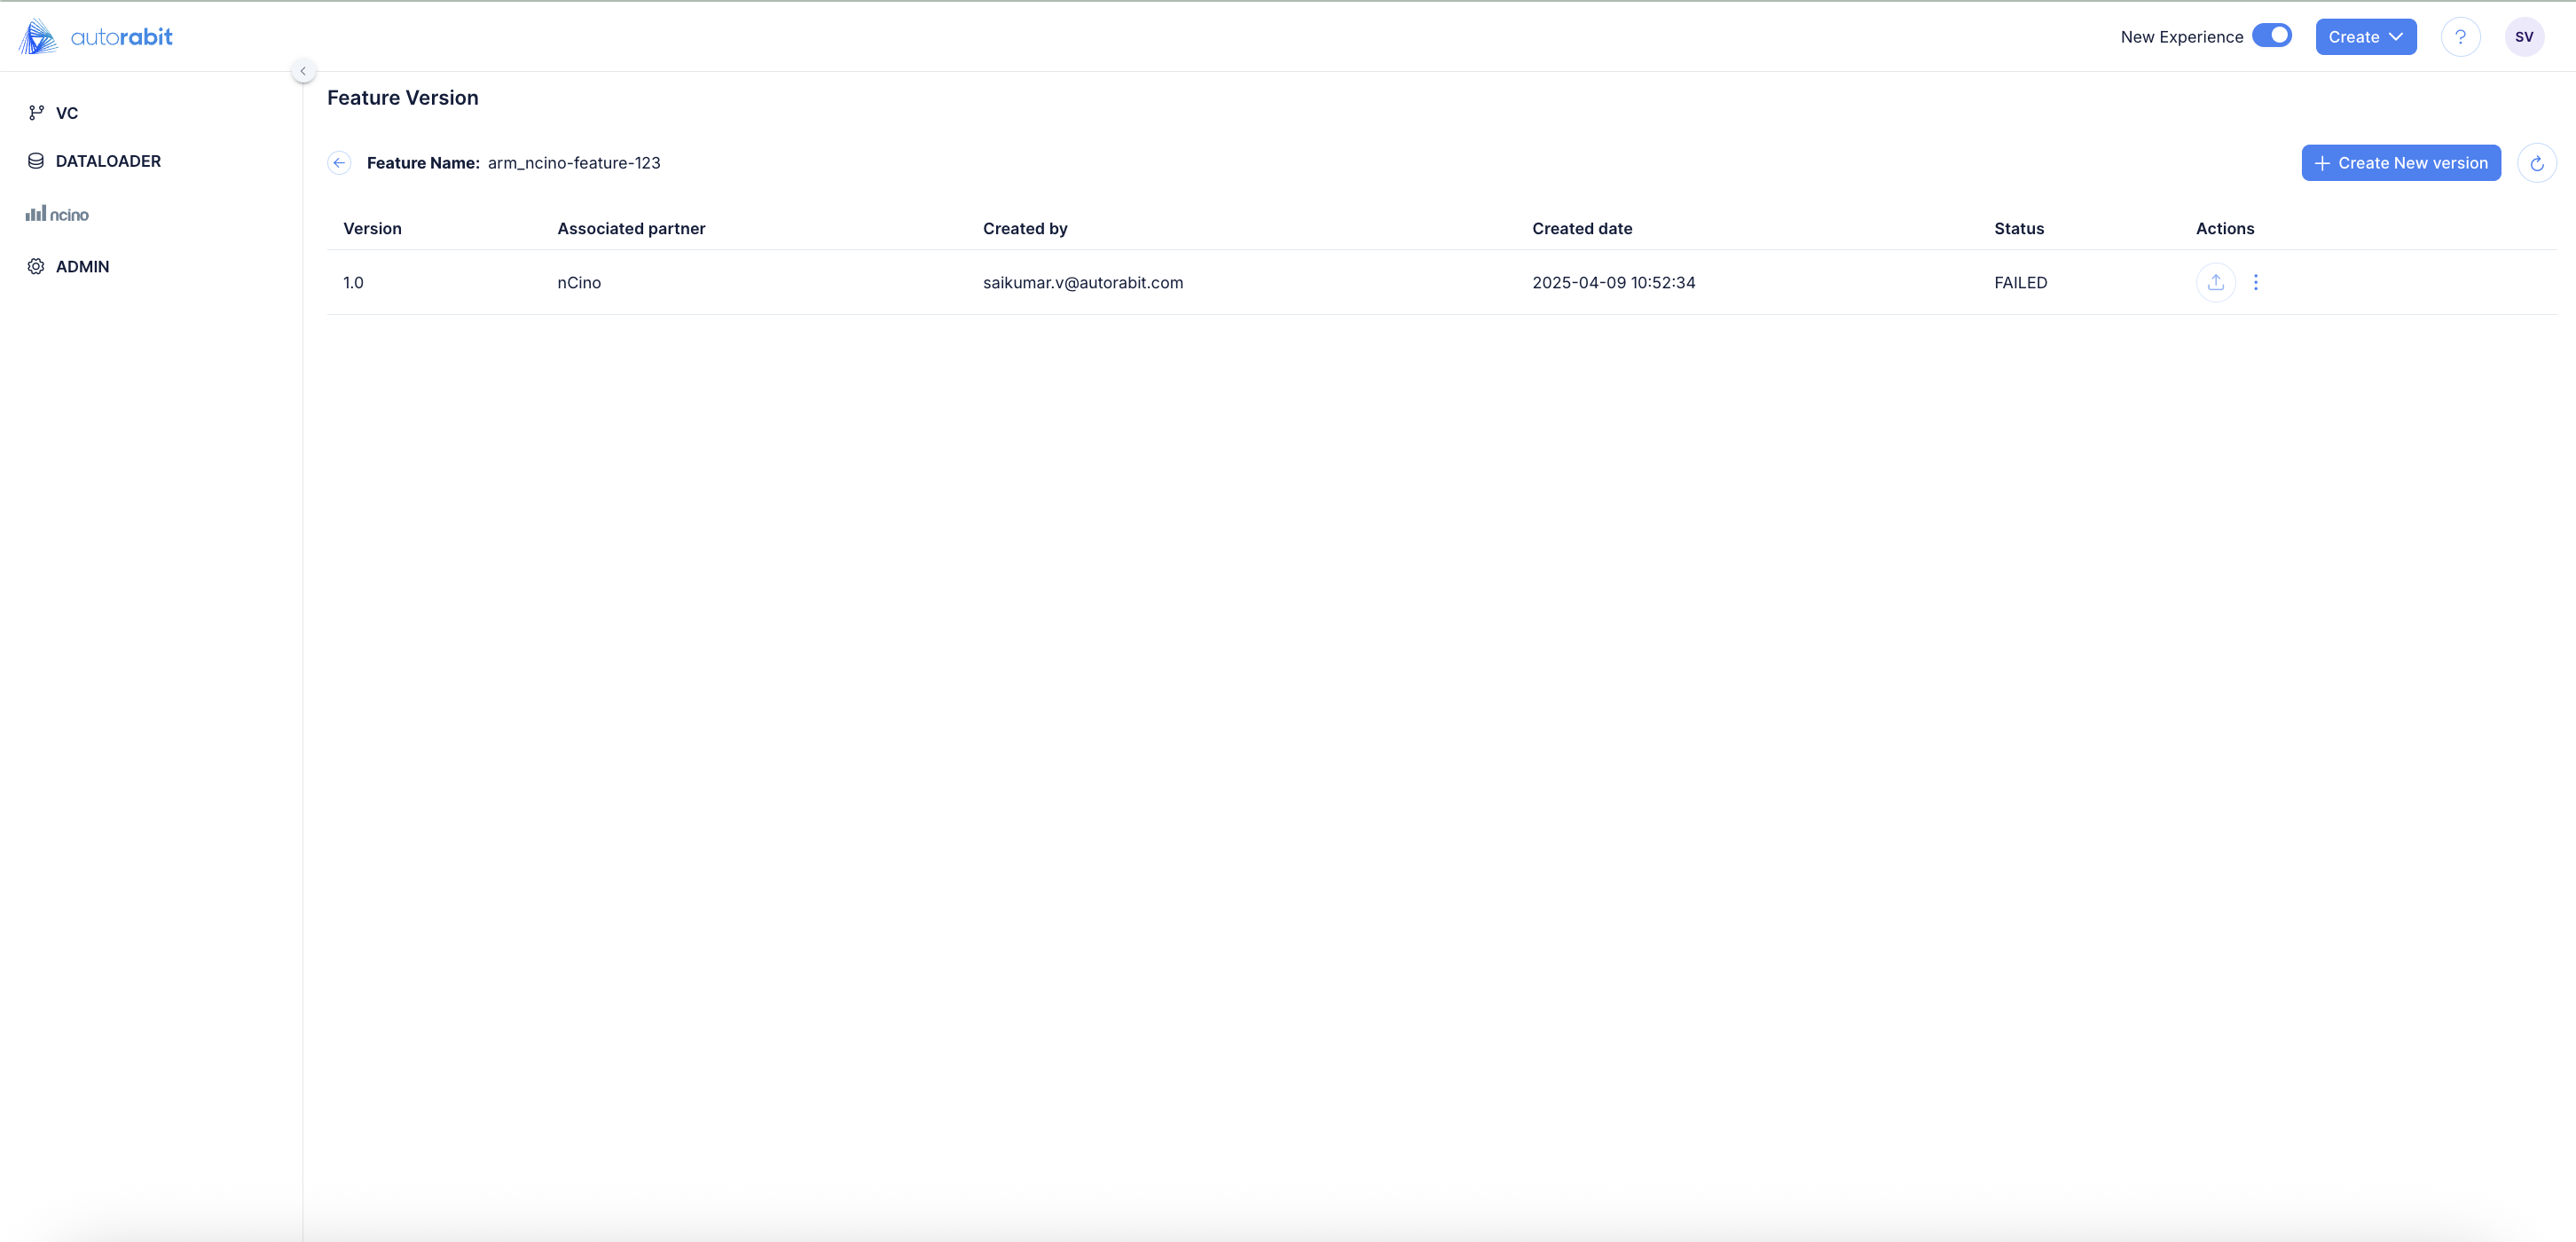 autorabit
New Experience
Create
?
SV
VC
DATALOADER
ncino
ADMIN
Feature Version
Feature Name: arm_ncino-feature-123
Create New version
Version Associated partner Created by Created date Status Actions
1.0 nCino saikumar.v@autorabit.com 2025-04-09 10:52:34 FAILED